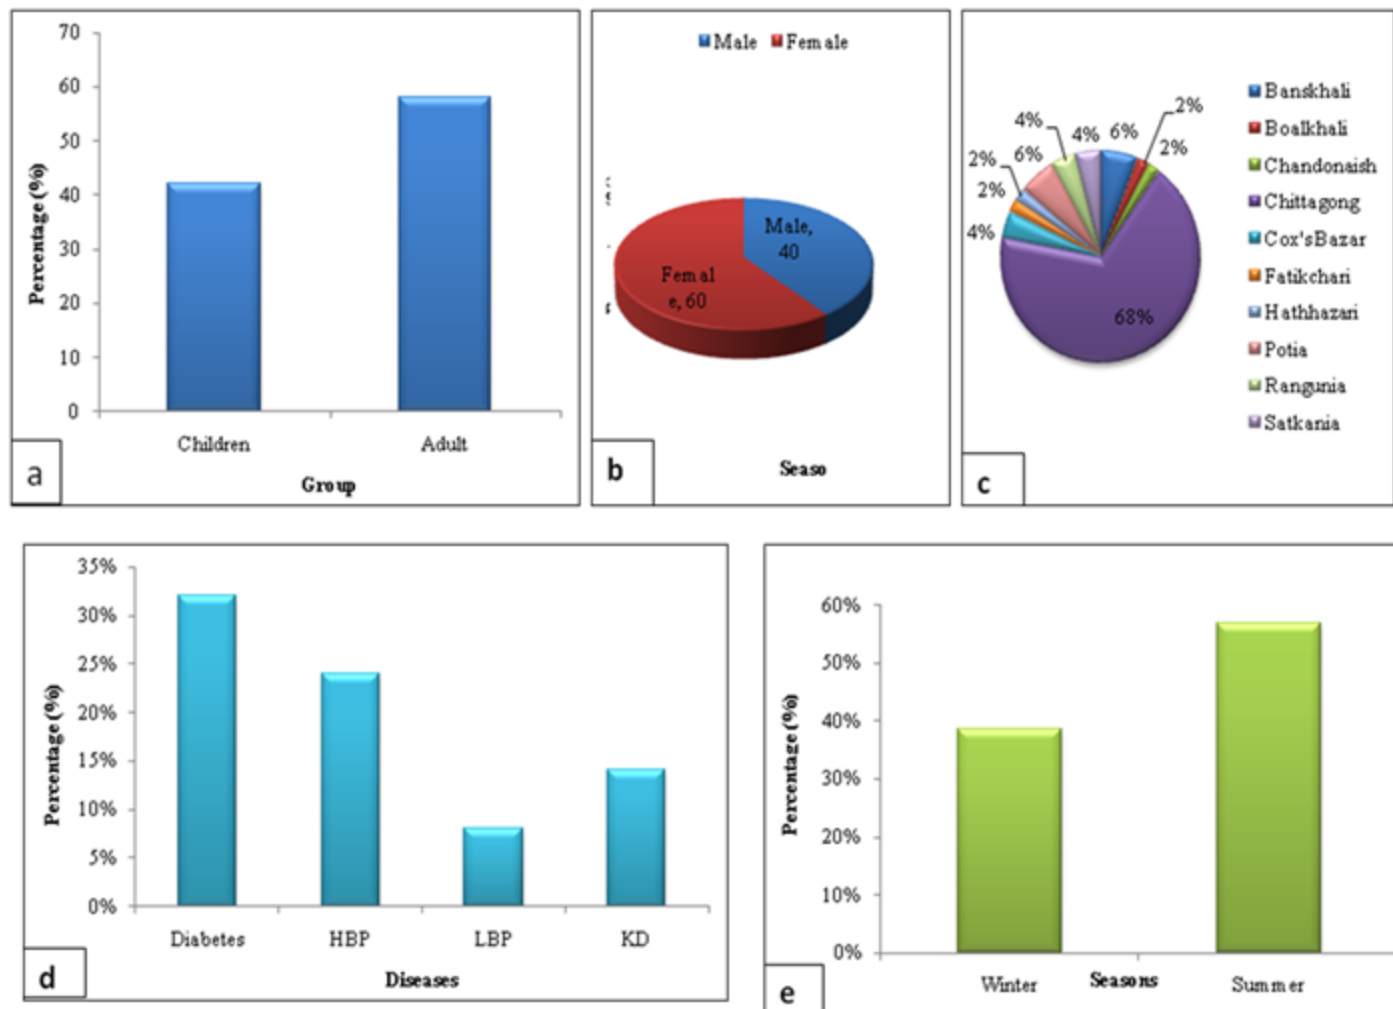 70
60
50
40
30
20
10
0
Percentage (%)
Children
Adult
Group
a
Male
Female
Male,
40
Femal
e, 60
Seaso
b
4%
4%
6%
2%
2%
6%
2%
2%
4%
68%
Banskhali
Boalkhali
Chandonaish
Chittagong
Cox'sBazar
Fatikchari
Hathhazari
Potia
Rangunia
Satkania
c
35%
30%
25%
20%
15%
10%
5%
0%
Percentage (%)
Diabetes
HBP
LBP
KD
Diseases
d
60%
50%
40%
30%
20%
10%
0%
Percentage (%)
Winter
Seasons
Summer
e